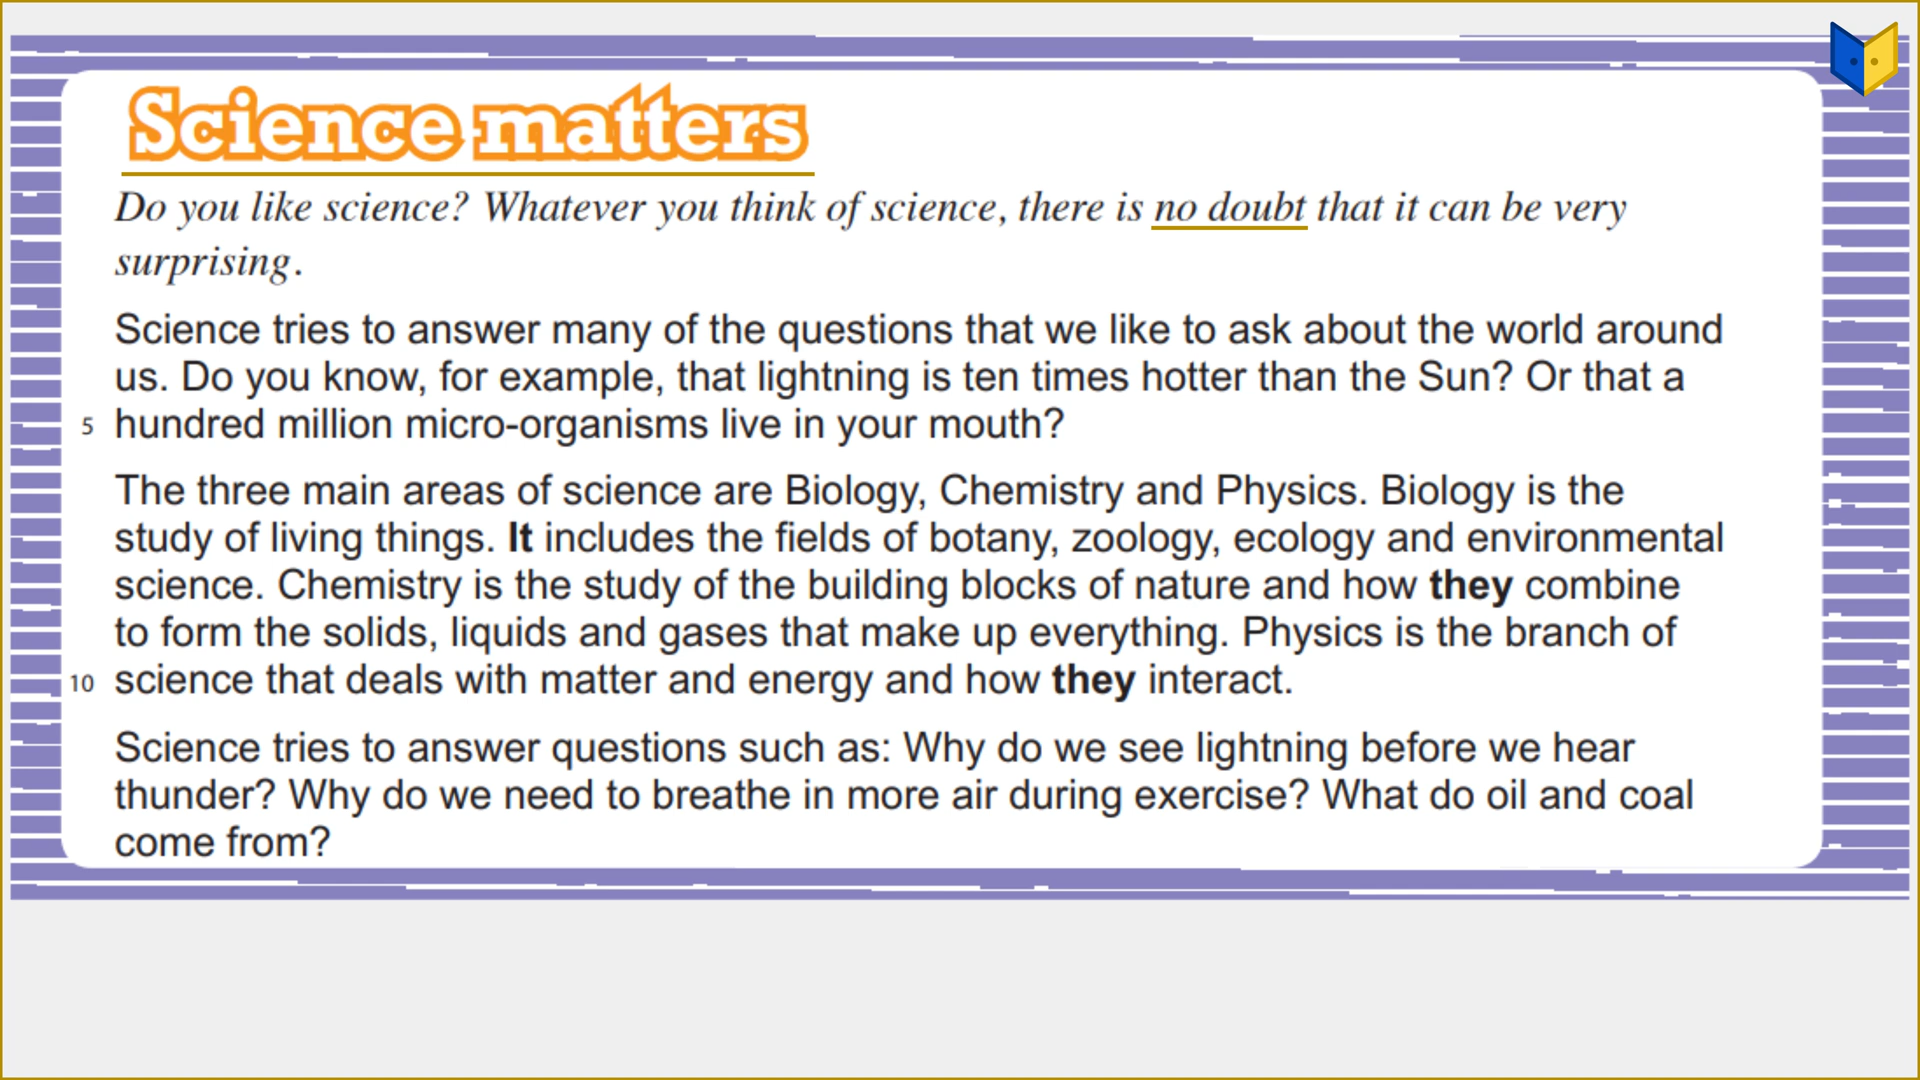 Science matters
Do you like science? Whatever you think of science, there is no doubt that it can be very
surprising.
Science tries to answer many of the questions that we like to ask about the world around
us. Do you know, for example, that lightning is ten times hotter than the Sun? Or that a
5 hundred million micro-organisms live in your mouth?
The three main areas of science are Biology, Chemistry and Physics. Biology is the
study of living things. It includes the fields of botany, zoology, ecology and environmental
science. Chemistry is the study of the building blocks of nature and how they combine
to form the solids, liquids and gases that make up everything. Physics is the branch of
10 science that deals with matter and energy and how they interact.
Science tries to answer questions such as: Why do we see lightning before we hear
thunder? Why do we need to breathe in more air during exercise? What do oil and coal
come from?